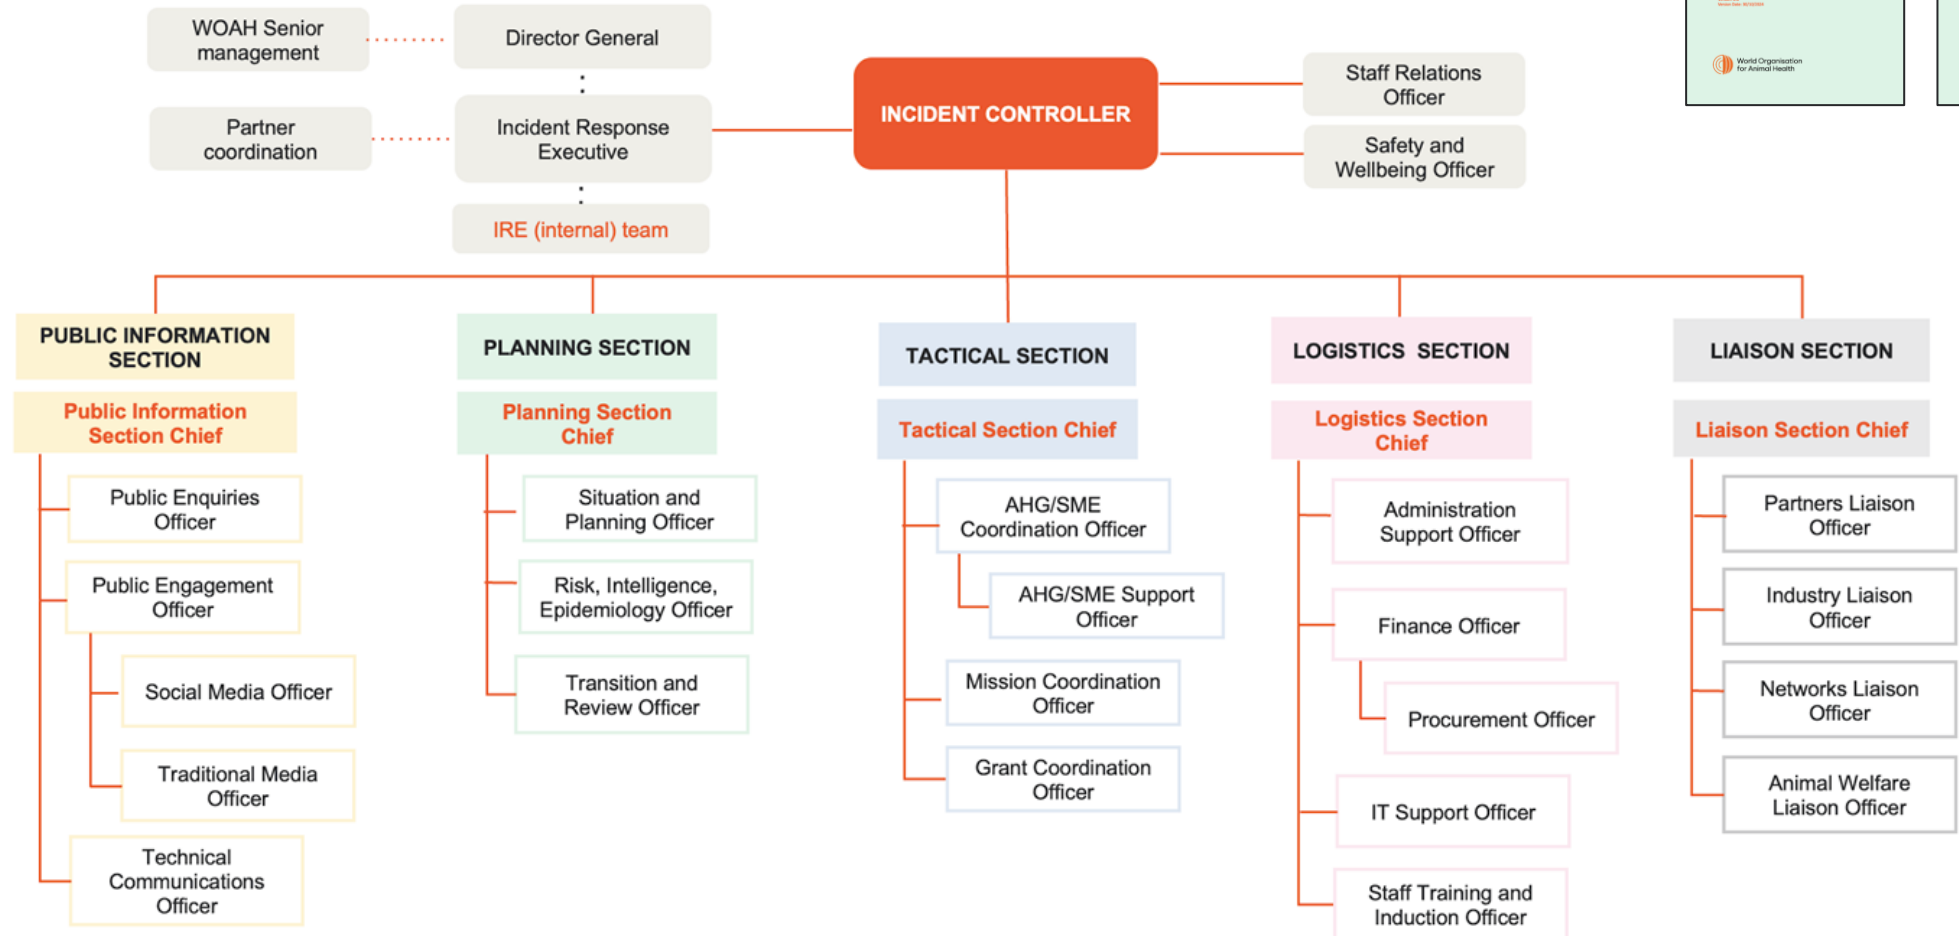 WOAH Senior
management
Director General
Partner
coordination
Incident Response
Executive
IRE (internal) team
INCIDENT CONTROLLER
Staff Relations
Officer
Safety and
Wellbeing Officer
World Organisation
for Animal Health
PUBLIC INFORMATION
SECTION
Public Information
Section Chief
Public Enquiries
Officer
Public Engagement
Officer
Social Media Officer
Traditional Media
Officer
Technical
Communications
Officer
PLANNING SECTION
Planning Section
Chief
Situation and
Planning Officer
Risk, Intelligence,
Epidemiology Officer
Transition and
Review Officer
TACTICAL SECTION
Tactical Section Chief
AHG/SME
Coordination Officer
AHG/SME Support
Officer
Mission Coordination
Officer
Grant Coordination
Officer
LOGISTICS SECTION
Logistics Section
Chief
Administration
Support Officer
Finance Officer
Procurement Officer
IT Support Officer
Staff Training and
Induction Officer
LIAISON SECTION
Liaison Section Chief
Partners Liaison
Officer
Industry Liaison
Officer
Networks Liaison
Officer
Animal Welfare
Liaison Officer